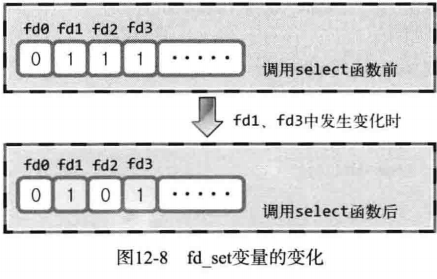 fd0 fd1 fd2 fd3
0 1 1 1 ·····
调用select函数前
fd1、fd3中发生变化时
fd0 fd1 fd2 fd3
0 1 0 1 ·····
调用select函数后
图12-8 fd_set变量的变化